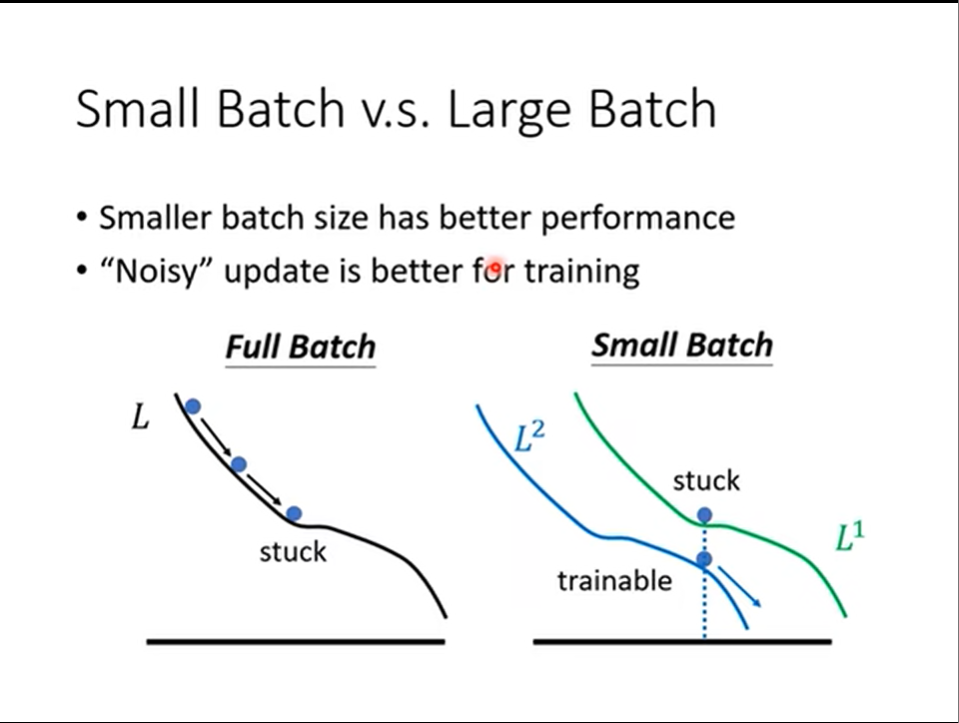 Small Batch v.s. Large Batch
• Smaller batch size has better performance
• “Noisy” update is better for training
Full Batch
Small Batch
L
stuck
L²
stuck
L¹
trainable